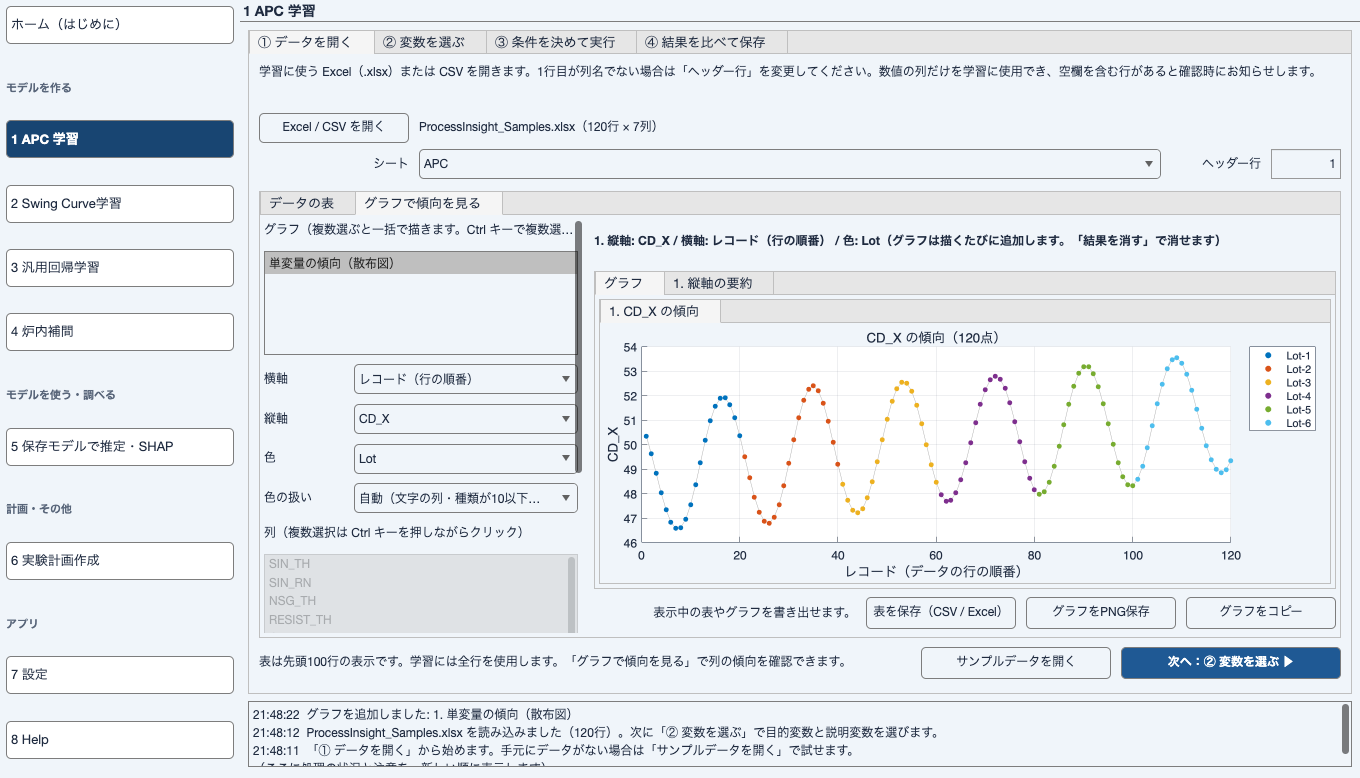 ホーム（はじめに）
モデルを作る
1 APC 学習
2 Swing Curve学習
3 汎用回帰学習
4 炉内補間
モデルを使う・調べる
5 保存モデルで推定・SHAP
計画・その他
6 実験計画作成
アプリ
7 設定
8 Help
1 APC 学習
① データを開く
② 変数を選ぶ
③ 条件を決めて実行
④ 結果を比べて保存
学習に使う Excel（.xlsx）または CSV を開きます。1行目が列名でない場合は「ヘッダー行」を変更してください。数値の列だけを学習に使用でき、空欄を含む行があると確認時にお知らせします。
Excel / CSV を開く
ProcessInsight_Samples.xlsx（120行 × 7列）
シート
APC
ヘッダー行
1
データの表
グラフで傾向を見る
グラフ（複数選ぶと一括で描きます。Ctrl キーで複数選...
単変量の傾向（散布図）
横軸
レコード（行の順番）
縦軸
CD_X
色
Lot
色の扱い
自動（文字の列・種類が10以下...
列（複数選択は Ctrl キーを押しながらクリック）
SIN_TH
SIN_RN
NSG_TH
RESIST_TH
1. 縦軸: CD_X / 横軸: レコード（行の順番） / 色: Lot（グラフは描くたびに追加します。「結果を消す」で消せます）
グラフ
1. 縦軸の要約
1. CD_X の傾向
CD_X の傾向（120点）
54
53
52
51
50
49
48
47
46
CD_X
0
20
40
60
80
100
120
レコード（データの行の順番）
Lot-1
Lot-2
Lot-3
Lot-4
Lot-5
Lot-6
表示中の表やグラフを書き出せます。
表を保存（CSV / Excel）
グラフをPNG保存
グラフをコピー
表は先頭100行の表示です。学習には全行を使用します。「グラフで傾向を見る」で列の傾向を確認できます。
サンプルデータを開く
次へ：② 変数を選ぶ ▶
21:48:22 グラフを追加しました: 1. 単変量の傾向（散布図）
21:48:12 ProcessInsight_Samples.xlsx を読み込みました（120行）。次に「② 変数を選ぶ」で目的変数と説明変数を選びます。
21:48:11 「① データを開く」から始めます。手元にデータがない場合は「サンプルデータを開く」で試せます。